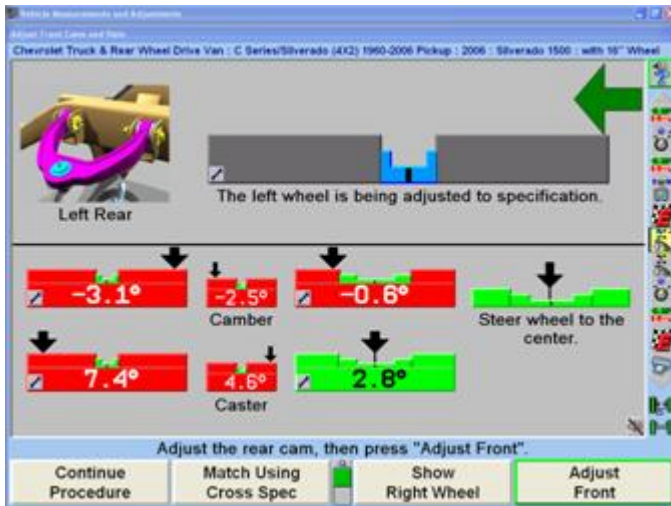 Vehicle Measurements and Adjustments
Adjust Front Cams and Rails
Chevrolet Truck & Rear Wheel Drive Van : C Series/Silverado (4X2) 1960-2006 Pickup : 2006 : Silverado 1500 : with 16" Wheel
Left Rear
The left wheel is being adjusted to specification.
-3.1°
-2.5°
-0.6°
Camber
Steer wheel to the
center.
7.4°
4.6°
2.8°
Caster
Adjust the rear cam, then press "Adjust Front".
Continue
Procedure
Match Using
Cross Spec
Show
Right Wheel
Adjust
Front